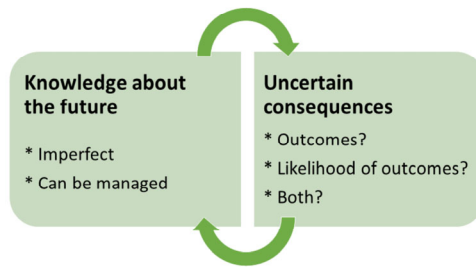 Knowledge about
the future
* Imperfect
* Can be managed
Uncertain
consequences
* Outcomes?
* Likelihood of outcomes?
* Both?